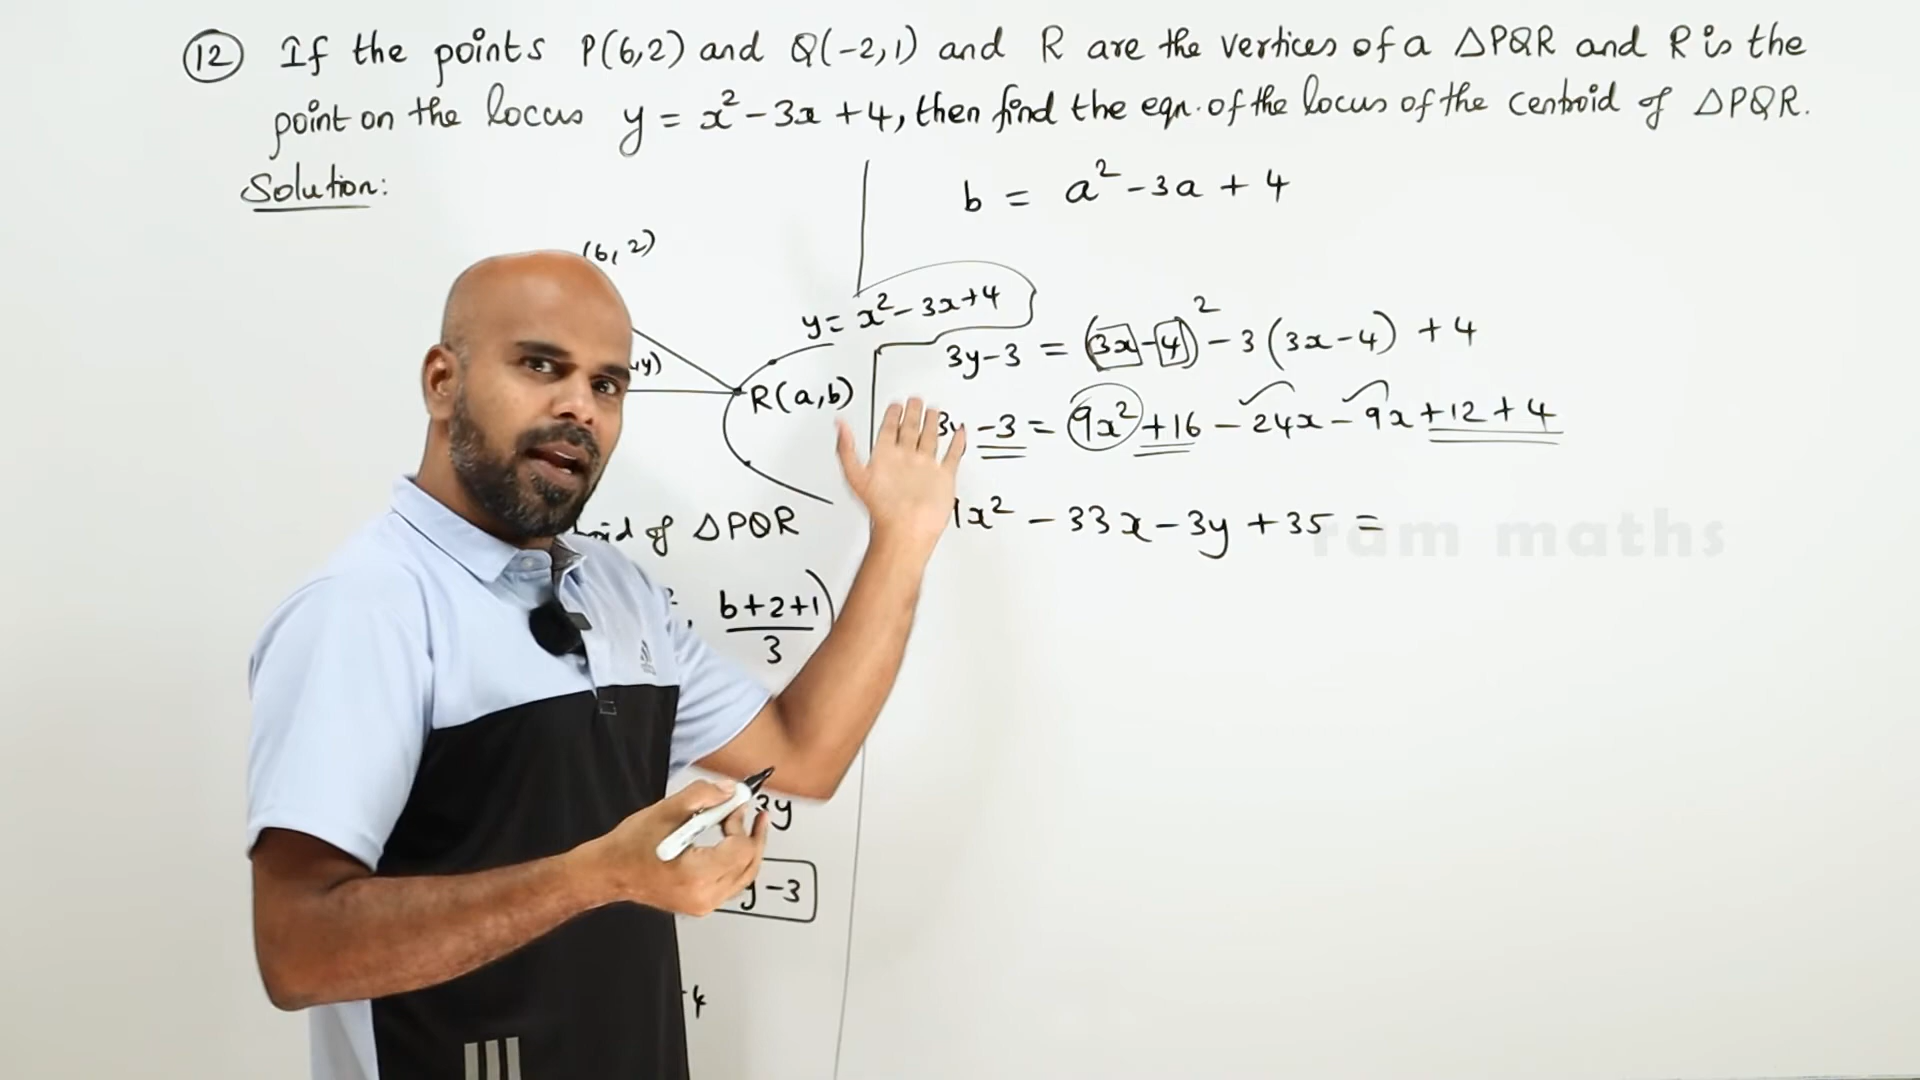 12 If the points P(6,2) and Q(-2,1) and R are the vertices of a ΔPQR and R is the
point on the locus y = x² - 3x + 4, then find the eqn. of the locus of the centroid of ΔPQR.
Solution:
(6, 2)
y = x² - 3x + 4
R(a,b)
of ΔPQR
b+2+1
3
3y
-3
b = a² - 3a + 4
3y - 3 = (3x - 4)² - 3(3x - 4) + 4
3y - 3 = 9x² + 16 - 24x - 9x + 12 + 4
x² - 33x - 3y + 35 =
ram maths